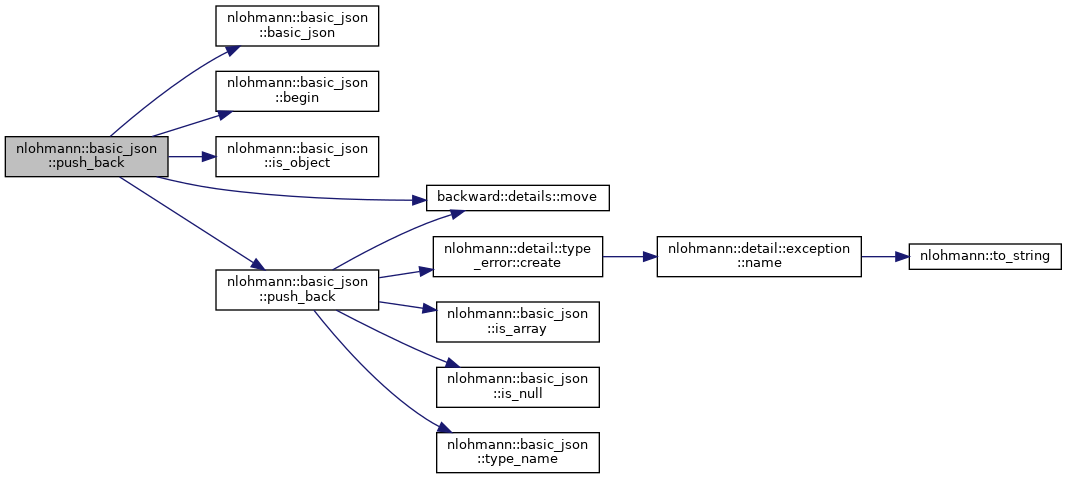 nlohmann::basic_json
::basic_json
nlohmann::basic_json
::begin
nlohmann::basic_json
::push_back
nlohmann::basic_json
::is_object
backward::details::move
nlohmann::basic_json
::push_back
nlohmann::detail::type
_error::create
nlohmann::detail::exception
::name
nlohmann::to_string
nlohmann::basic_json
::is_array
nlohmann::basic_json
::is_null
nlohmann::basic_json
::type_name